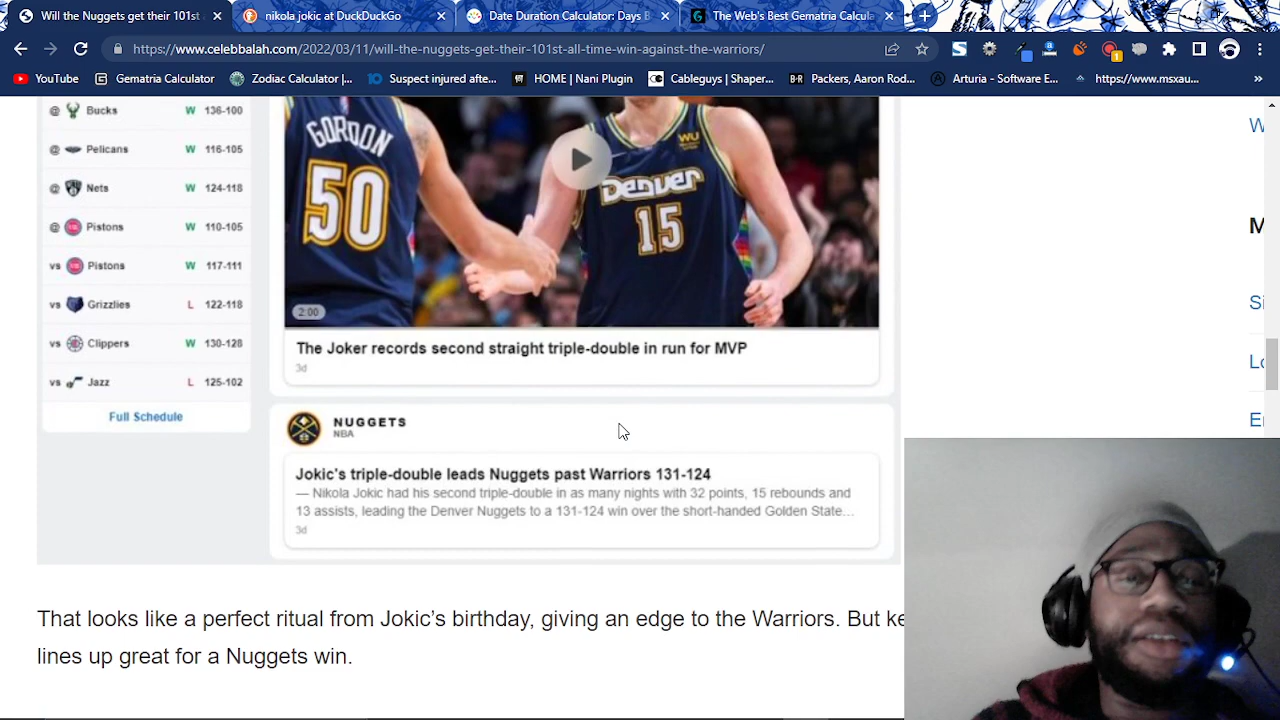 Will the Nuggets get their 101st
nikola jokic at DuckDuckGo
Date Duration Calculator: Days B
The Web's Best Gematria Calcula
https://www.celebbalah.com/2022/03/11/will-the-nuggets-get-their-101st-all-time-win-against-the-warriors/
YouTube
Gematria Calculator
Zodiac Calculator |...
Suspect injured afte...
HOME | Nani Plugin
Cableguys | Shaper...
Packers, Aaron Rod...
Arturia - Software E...
https://www.msxau...
@ Bucks W 136-100
@ Pelicans W 116-105
@ Nets W 124-118
@ Pistons W 110-105
vs Pistons W 117-111
vs Grizzlies L 122-118
vs Clippers W 130-128
vs Jazz L 125-102
Full Schedule
GORDON
50
WU
DENVER
15
2:00
The Joker records second straight triple-double in run for MVP
3d
NUGGETS
NBA
Jokic's triple-double leads Nuggets past Warriors 131-124
— Nikola Jokic had his second triple-double in as many nights with 32 points, 15 rebounds and
13 assists, leading the Denver Nuggets to a 131-124 win over the short-handed Golden State...
3d
That looks like a perfect ritual from Jokic's birthday, giving an edge to the Warriors. But ke
lines up great for a Nuggets win.
W
M
Si
Lo
En